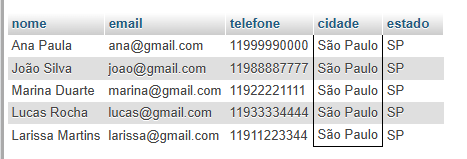 nome email telefone cidade estado
Ana Paula ana@gmail.com 11999990000 São Paulo SP
João Silva joao@gmail.com 11988887777 São Paulo SP
Marina Duarte marina@gmail.com 11922221111 São Paulo SP
Lucas Rocha lucas@gmail.com 11933334444 São Paulo SP
Larissa Martins larissa@gmail.com 11911223344 São Paulo SP